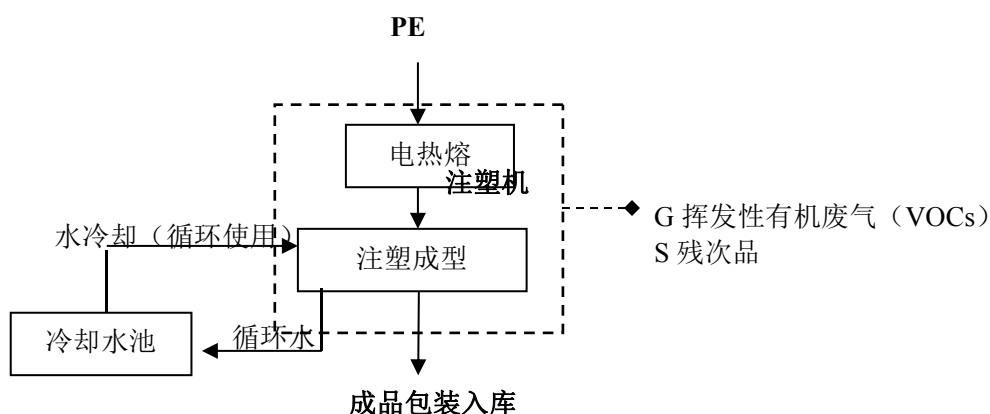 PE
电热熔
注塑机
水冷却（循环使用）
注塑成型
G 挥发性有机废气（VOCs）
S 残次品
冷却水池
循环水
成品包装入库